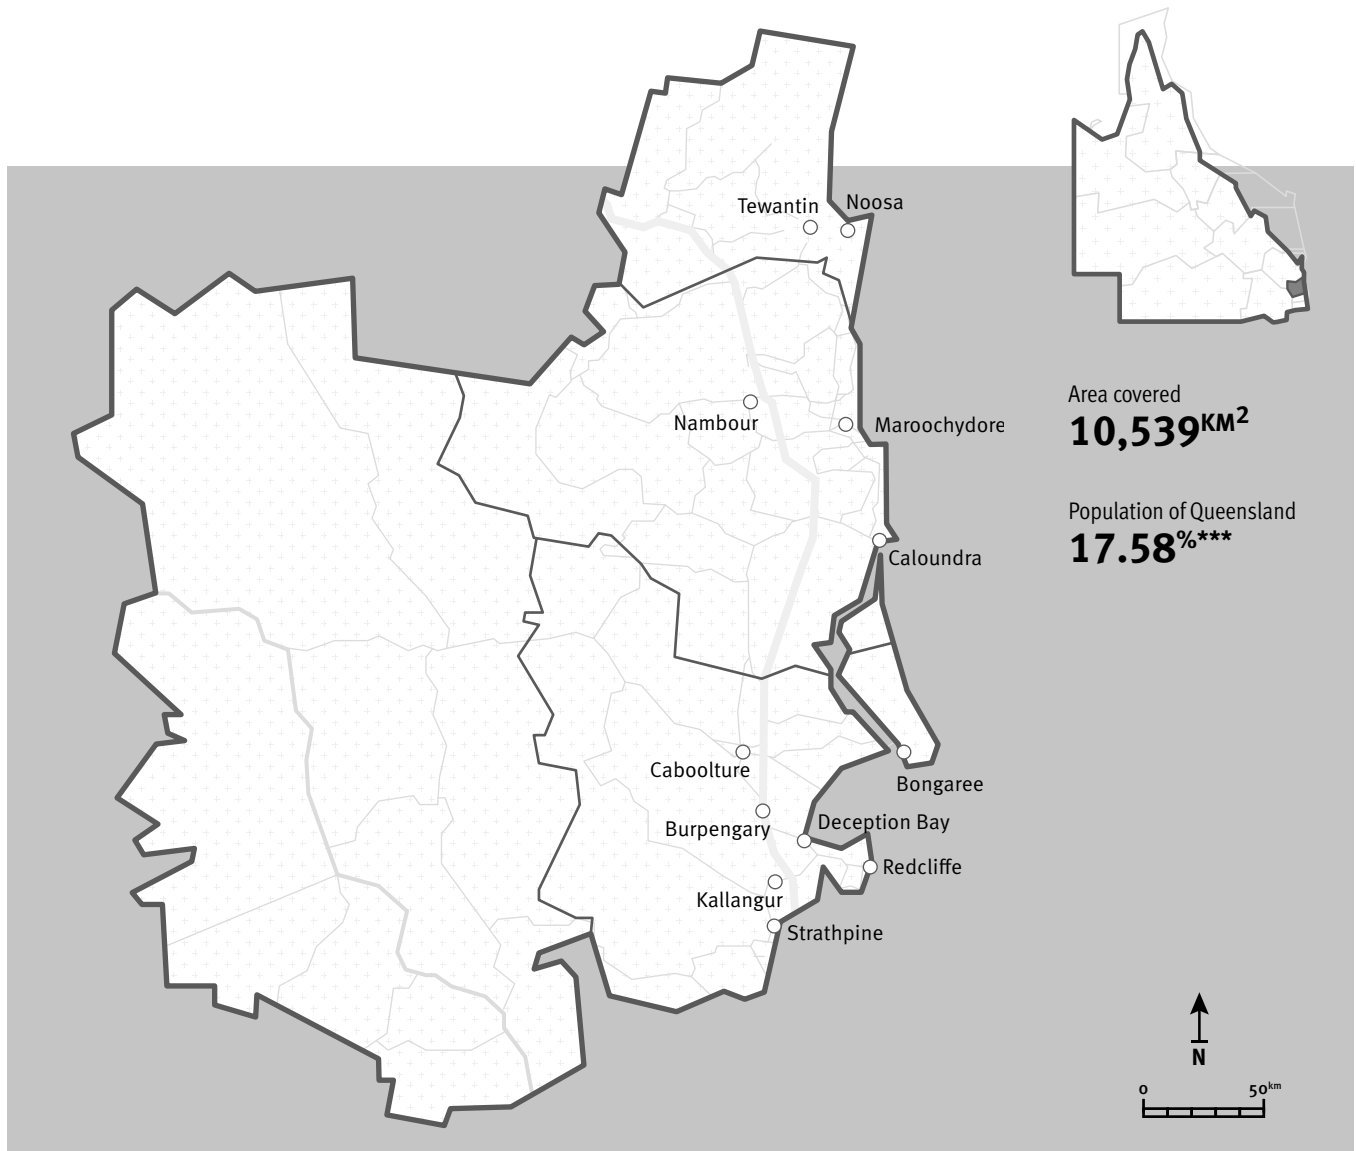 Tewantin
Noosa
Nambour
Maroochydore
Caloundra
Caboolture
Bongaree
Burpengary
Deception Bay
Redcliffe
Kallangur
Strathpine
Area covered
10,539KM2
Population of Queensland
17.58%***
N
0 50km